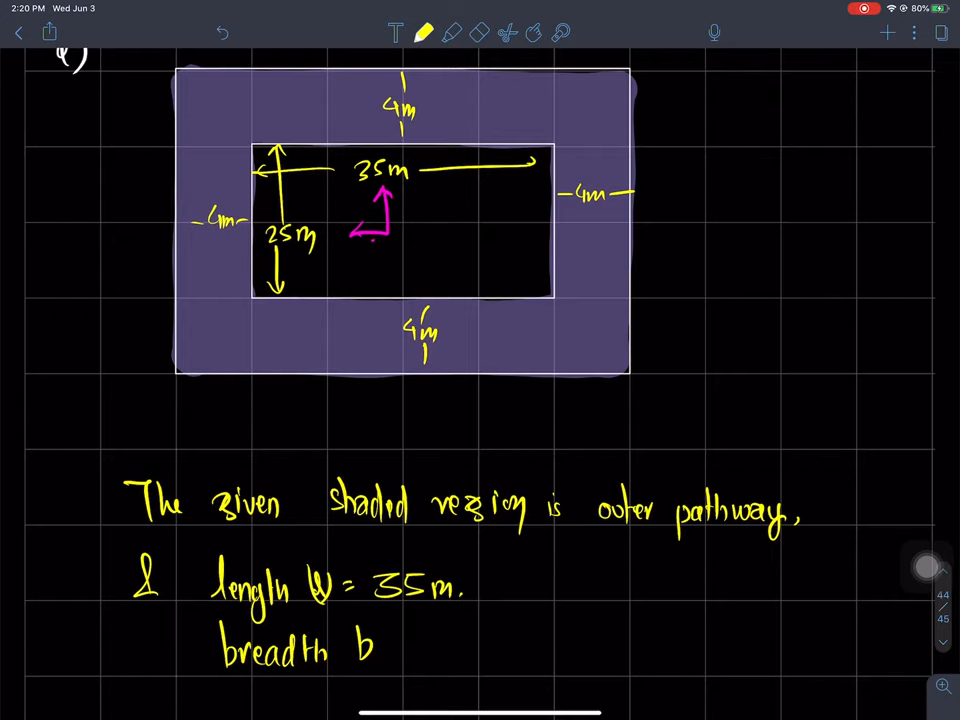 2:20 PM Wed Jun 3
80%
T
4m
35m
4m
4m
25m
4m
The given shaded region is outer pathway,
& length l = 35m.
breadth b
44
/
45